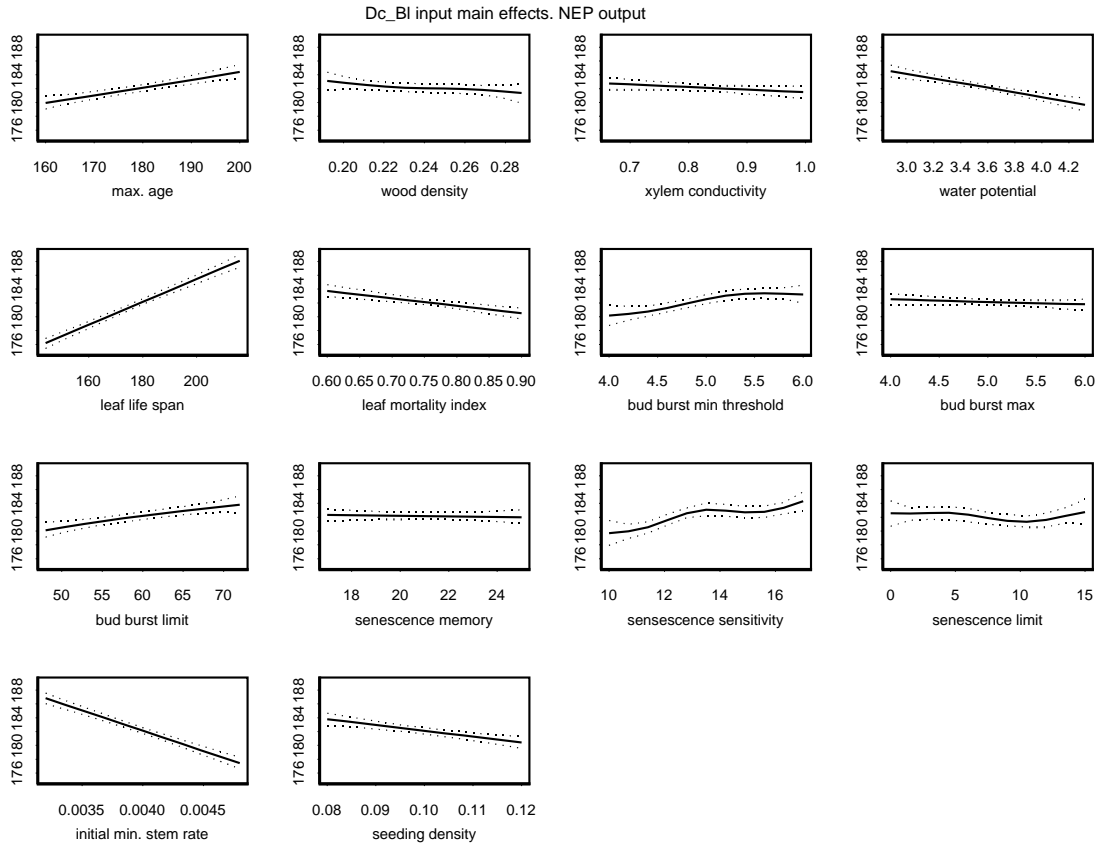 Dc_Bl input main effects. NEP output
176 180 184 188
160 170 180 190 200
max. age
176 180 184 188
0.20 0.22 0.24 0.26 0.28
wood density
176 180 184 188
0.7 0.8 0.9 1.0
xylem conductivity
176 180 184 188
3.0 3.2 3.4 3.6 3.8 4.0 4.2
water potential
176 180 184 188
160 180 200
leaf life span
176 180 184 188
0.60 0.65 0.70 0.75 0.80 0.85 0.90
leaf mortality index
176 180 184 188
4.0 4.5 5.0 5.5 6.0
bud burst min threshold
176 180 184 188
4.0 4.5 5.0 5.5 6.0
bud burst max
176 180 184 188
50 55 60 65 70
bud burst limit
176 180 184 188
18 20 22 24
senescence memory
176 180 184 188
10 12 14 16
sensescence sensitivity
176 180 184 188
0 5 10 15
senescence limit
176 180 184 188
0.0035 0.0040 0.0045
initial min. stem rate
176 180 184 188
0.08 0.09 0.10 0.11 0.12
seeding density